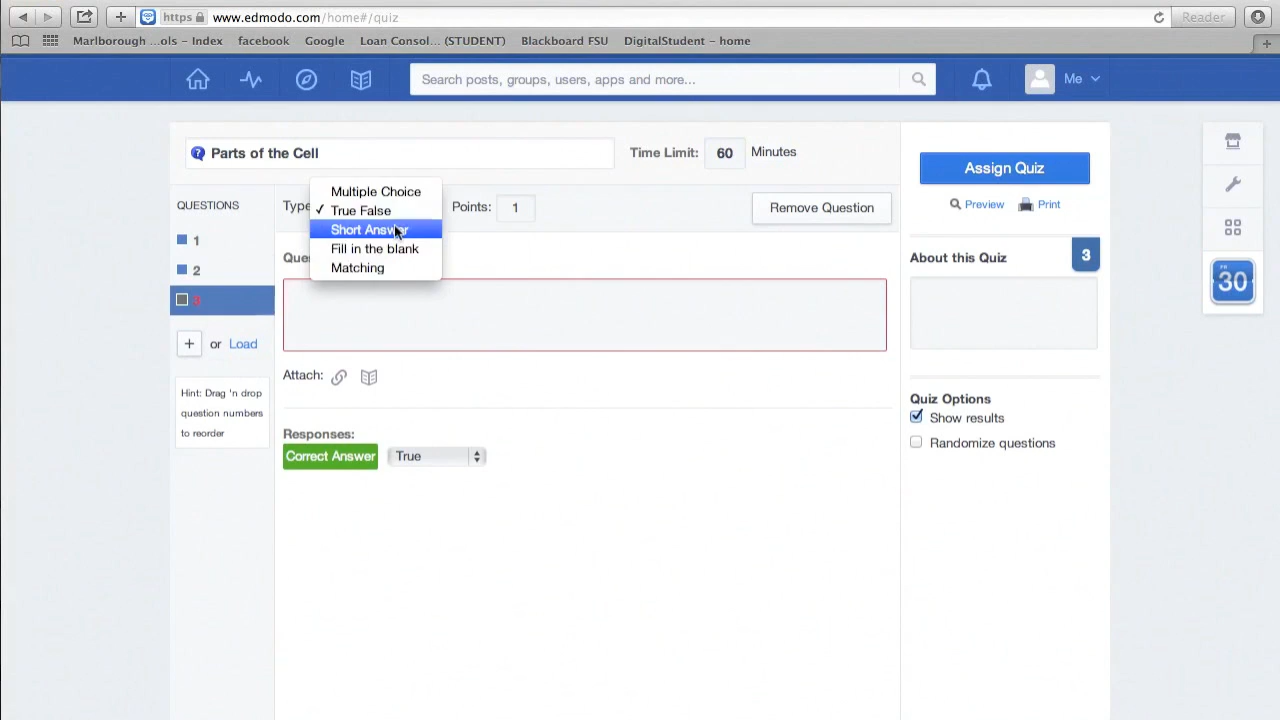 https www.edmodo.com/home#/quiz Reader
Marlborough ...ols – Index facebook Google Loan Consol... (STUDENT) Blackboard FSU DigitalStudent – home
Search posts, groups, users, apps and more... Me
Parts of the Cell Time Limit: 60 Minutes
Assign Quiz
Preview Print
QUESTIONS
Type Points: 1 Remove Question
Multiple Choice
✓ True False
Short Answer
Fill in the blank
Matching
1
2
3
+ or Load
Hint: Drag 'n drop
question numbers
to reorder
Ques
Attach:
Responses:
Correct Answer True
About this Quiz 3
Quiz Options
Show results
Randomize questions
30